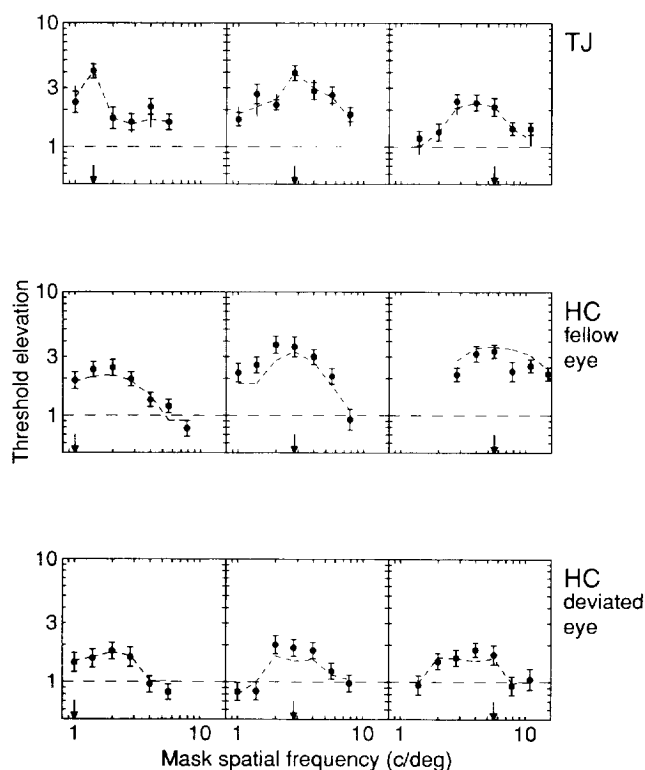 10
3
1
TJ
10
3
1
HC
fellow
eye
Threshold elevation
10
3
1
HC
deviated
eye
1 10 1 10 1 10
Mask spatial frequency (c/deg)